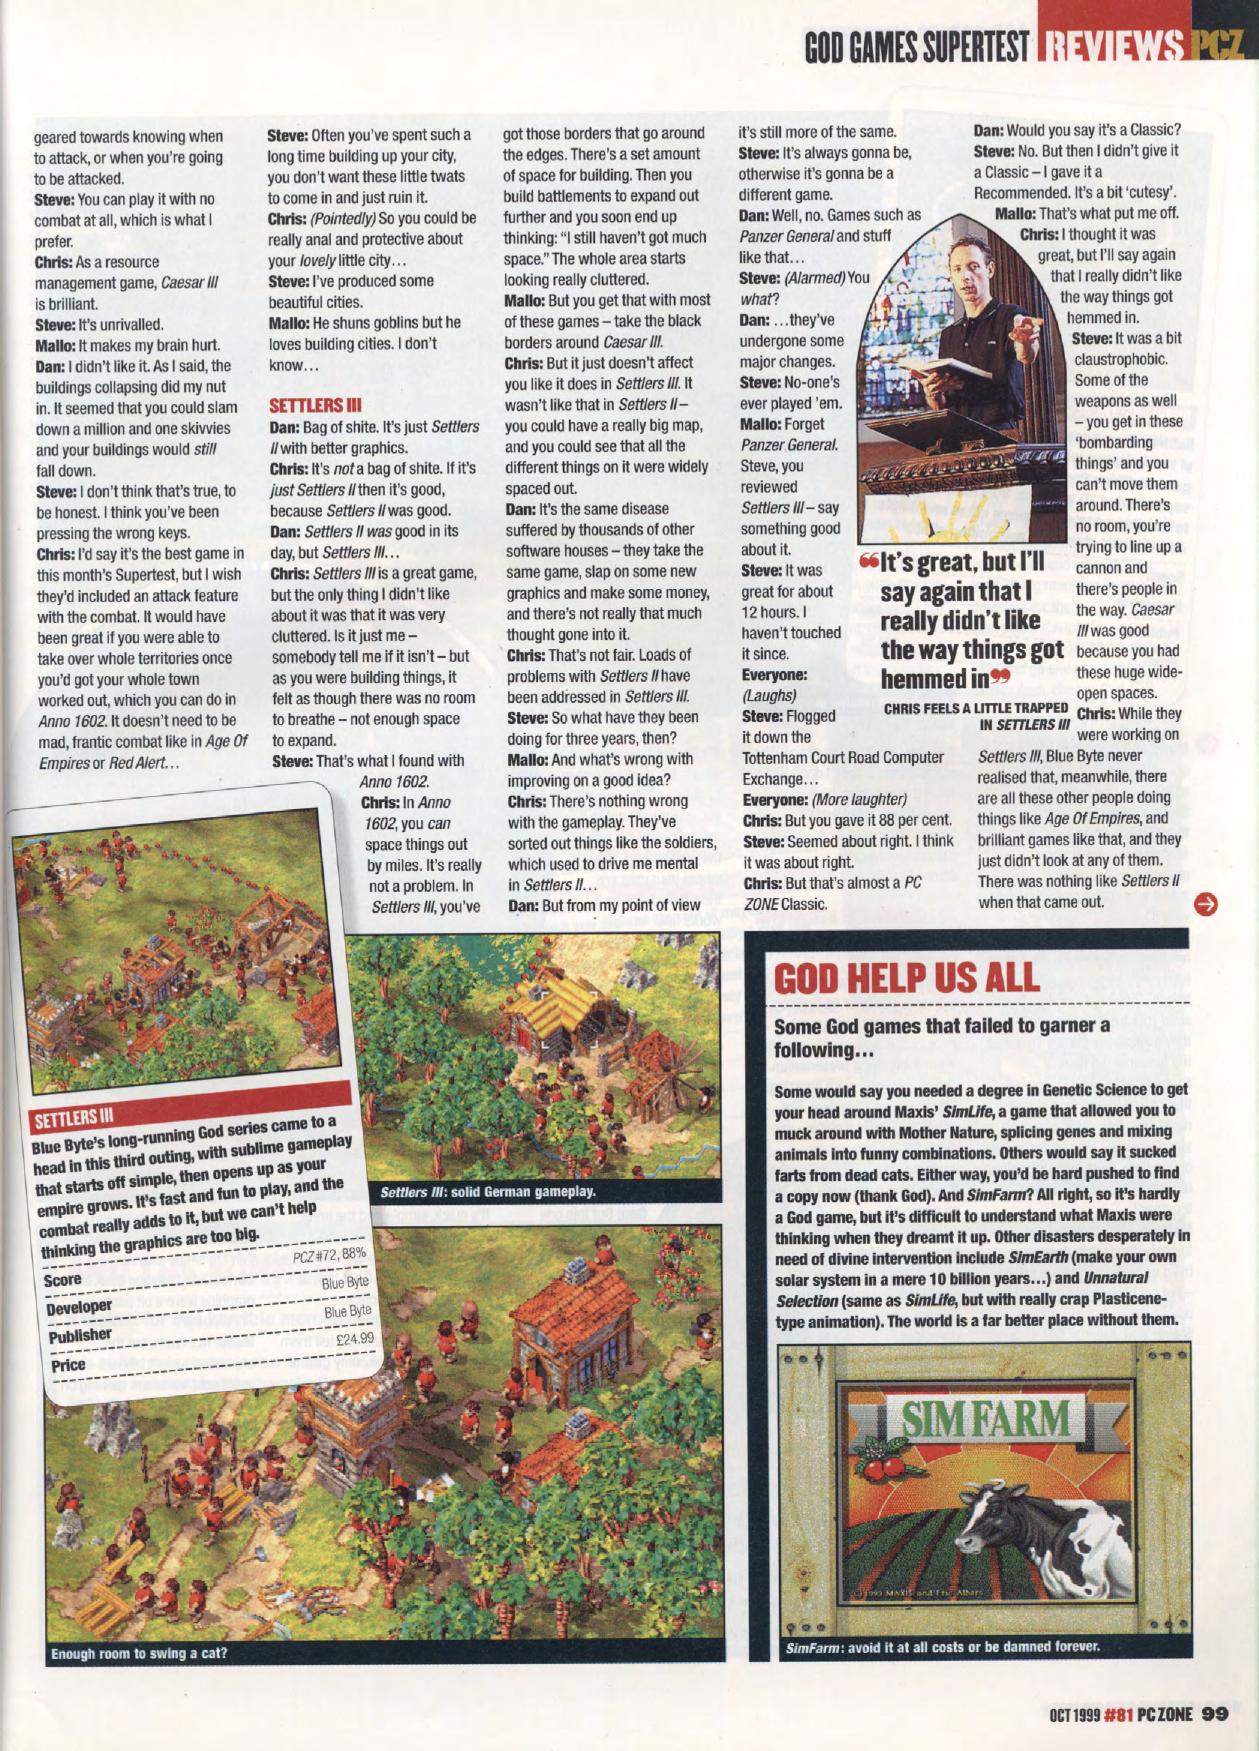 GOD GAMES SUPERTEST REVIEWS PCZ
geared towards knowing when
to attack, or when you're going
to be attacked.
Steve: You can play it with no
combat at all, which is what I
prefer.
Chris: As a resource
management game, Caesar III
is brilliant.
Steve: It's unrivalled.
Mallo: It makes my brain hurt.
Dan: I didn't like it. As I said, the
buildings collapsing did my nut
in. It seemed that you could slam
down a million and one skivvies
and your buildings would still
fall down.
Steve: I don't think that's true, to
be honest. I think you've been
pressing the wrong keys.
Chris: I'd say it's the best game in
this month's Supertest, but I wish
they'd included an attack feature
with the combat. It would have
been great if you were able to
take over whole territories once
you'd got your whole town
worked out, which you can do in
Anno 1602. It doesn't need to be
mad, frantic combat like in Age Of
Empires or Red Alert...
Steve: Often you've spent such a
long time building up your city,
you don't want these little twats
to come in and just ruin it.
Chris: (Pointedly) So you could be
really anal and protective about
your lovely little city...
Steve: I've produced some
beautiful cities.
Mallo: He shuns goblins but he
loves building cities. I don't
know...
SETTLERS III
Dan: Bag of shite. It's just Settlers
II with better graphics.
Chris: It's not a bag of shite. If it's
just Settlers II then it's good,
because Settlers II was good.
Dan: Settlers II was good in its
day, but Settlers III...
Chris: Settlers III is a great game,
but the only thing I didn't like
about it was that it was very
cluttered. Is it just me –
somebody tell me if it isn't – but
as you were building things, it
felt as though there was no room
to breathe – not enough space
to expand.
Steve: That's what I found with
Anno 1602.
Chris: In Anno
1602, you can
space things out
by miles. It's really
not a problem. In
Settlers III, you've
got those borders that go around
the edges. There's a set amount
of space for building. Then you
build battlements to expand out
further and you soon end up
thinking: "I still haven't got much
space." The whole area starts
looking really cluttered.
Mallo: But you get that with most
of these games – take the black
borders around Caesar III.
Chris: But it just doesn't affect
you like it does in Settlers III. It
wasn't like that in Settlers II –
you could have a really big map,
and you could see that all the
different things on it were widely
spaced out.
Dan: It's the same disease
suffered by thousands of other
software houses – they take the
same game, slap on some new
graphics and make some money,
and there's not really that much
thought gone into it.
Chris: That's not fair. Loads of
problems with Settlers II have
been addressed in Settlers III.
Steve: So what have they been
doing for three years, then?
Mallo: And what's wrong with
improving on a good idea?
Chris: There's nothing wrong
with the gameplay. They've
sorted out things like the soldiers,
which used to drive me mental
in Settlers II...
Dan: But from my point of view
it's still more of the same.
Steve: It's always gonna be,
otherwise it's gonna be a
different game.
Dan: Well, no. Games such as
Panzer General and stuff
like that...
Steve: (Alarmed) You
what?
Dan: ...they've
undergone some
major changes.
Steve: No-one's
ever played 'em.
Mallo: Forget
Panzer General.
Steve, you
reviewed
Settlers III – say
something good
about it.
Steve: It was
great for about
12 hours. I
haven't touched
it since.
Everyone:
(Laughs)
Steve: Flogged
it down the
Tottenham Court Road Computer
Exchange...
Everyone: (More laughter)
Chris: But you gave it 88 per cent.
Steve: Seemed about right. I think
it was about right.
Chris: But that's almost a PC
ZONE Classic.
Dan: Would you say it's a Classic?
Steve: No. But then I didn't give it
a Classic – I gave it a
Recommended. It's a bit 'cutesy'.
Mallo: That's what put me off.
Chris: I thought it was
great, but I'll say again
that I really didn't like
the way things got
hemmed in.
Steve: It was a bit
claustrophobic.
Some of the
weapons as well
– you get in these
'bombarding
things' and you
can't move them
around. There's
no room, you're
trying to line up a
cannon and
there's people in
the way. Caesar
III was good
because you had
these huge wide-
open spaces.
Chris: While they
were working on
Settlers III, Blue Byte never
realised that, meanwhile, there
are all these other people doing
things like Age Of Empires, and
brilliant games like that, and they
just didn't look at any of them.
There was nothing like Settlers II
when that came out.
“It's great, but I'll
say again that I
really didn't like
the way things got
hemmed in”
CHRIS FEELS A LITTLE TRAPPED
IN SETTLERS III
SETTLERS III
Blue Byte's long-running God series came to a
head in this third outing, with sublime gameplay
that starts off simple, then opens up as your
empire grows. It's fast and fun to play, and the
combat really adds to it, but we can't help
thinking the graphics are too big.
Score PCZ #72, 88%
Developer Blue Byte
Publisher Blue Byte
Price £24.99
Settlers III: solid German gameplay.
Enough room to swing a cat?
GOD HELP US ALL
Some God games that failed to garner a
following...
Some would say you needed a degree in Genetic Science to get
your head around Maxis' SimLife, a game that allowed you to
muck around with Mother Nature, splicing genes and mixing
animals into funny combinations. Others would say it sucked
farts from dead cats. Either way, you'd be hard pushed to find
a copy now (thank God). And SimFarm? All right, so it's hardly
a God game, but it's difficult to understand what Maxis were
thinking when they dreamt it up. Other disasters desperately in
need of divine intervention include SimEarth (make your own
solar system in a mere 10 billion years...) and Unnatural
Selection (same as SimLife, but with really crap Plasticene-
type animation). The world is a far better place without them.
SIM FARM
(C)1993 MAXIS and Eric Albers
SimFarm: avoid it at all costs or be damned forever.
OCT 1999 #81 PC ZONE 99